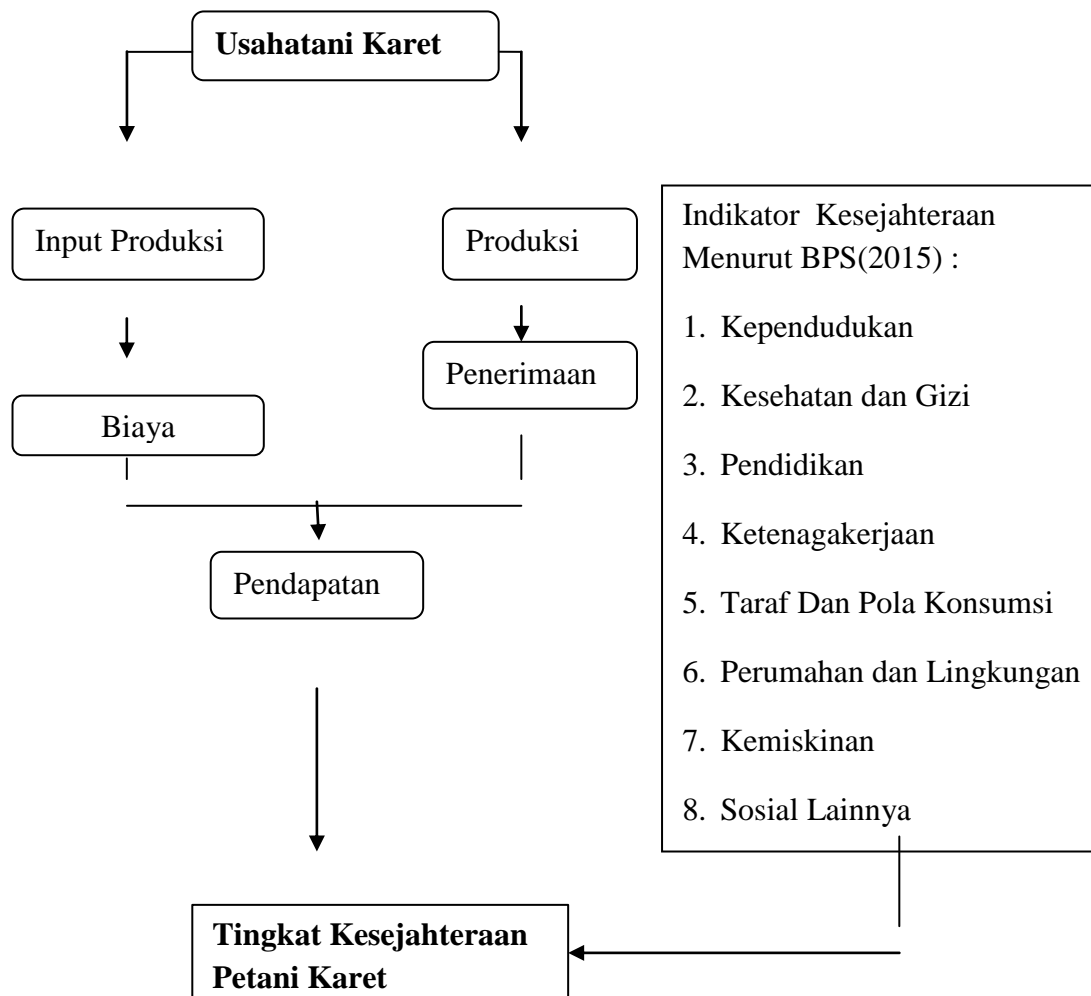 Usahatani Karet
Input Produksi
Produksi
Biaya
Penerimaan
Pendapatan
Indikator Kesejahteraan
Menurut BPS(2015) :
1. Kependudukan
2. Kesehatan dan Gizi
3. Pendidikan
4. Ketenagakerjaan
5. Taraf Dan Pola Konsumsi
6. Perumahan dan Lingkungan
7. Kemiskinan
8. Sosial Lainnya
Tingkat Kesejahteraan
Petani Karet